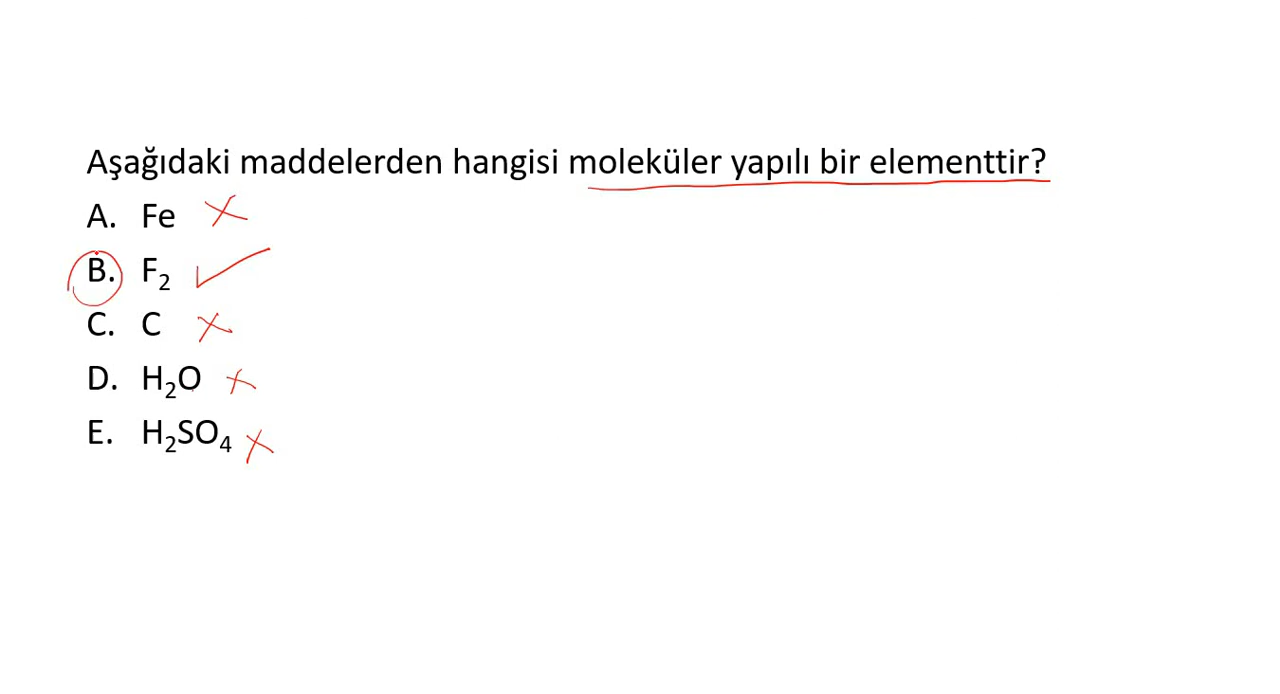 Aşağıdaki maddelerden hangisi moleküler yapılı bir elementtir?
A. Fe
B. F₂
C. C
D. H₂O
E. H₂SO₄